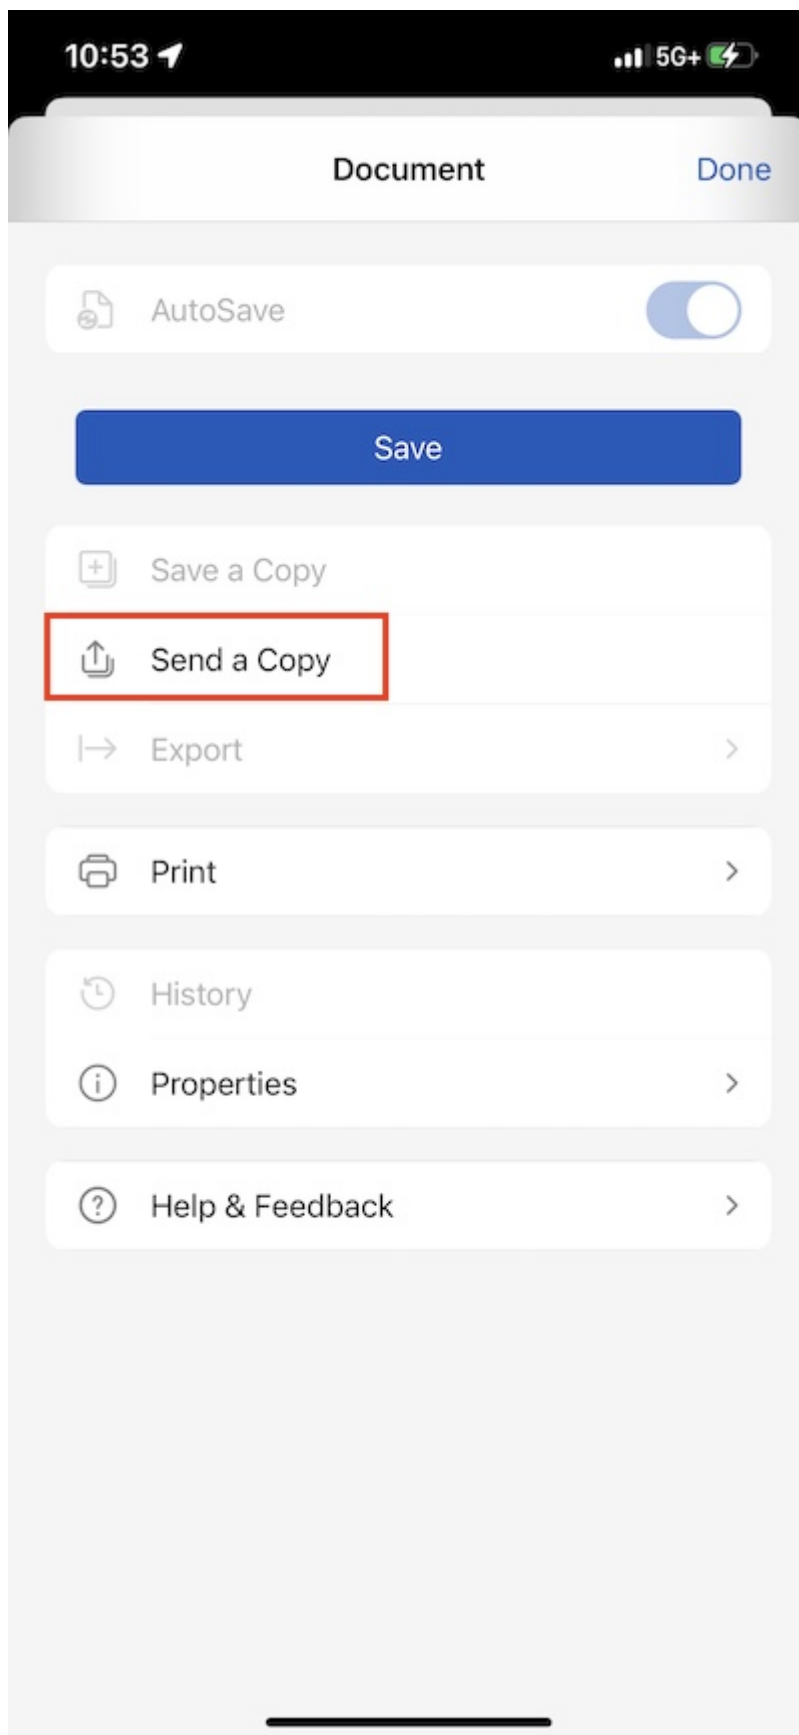 10:53 5G+
Document Done
AutoSave
Save
Save a Copy
Send a Copy
Export
Print
History
Properties
Help & Feedback